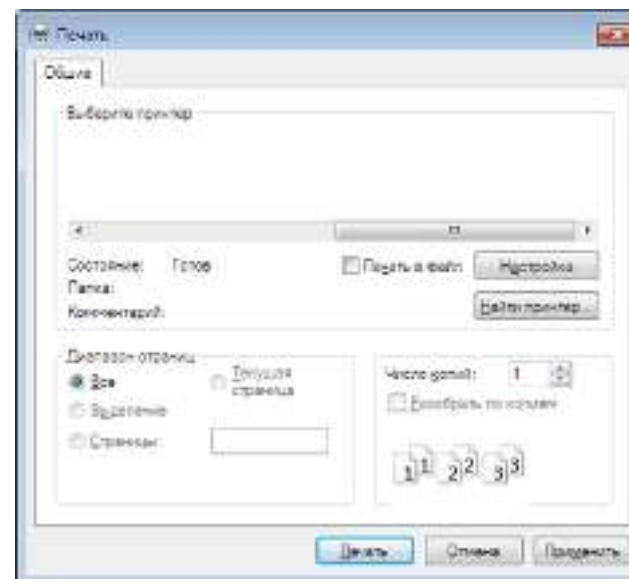 Печать
Общие
Выберите принтер
Состояние: Готов
Печать в файл
Настройка
Папка:
Комментарий:
Найти принтер...
Диапазон страниц
Все
Текущая
страница
Выделение
Страницы:
Число копий: 1
Разобрать по копиям
1 1 2 2 3 3
Печать
Отмена
Применить